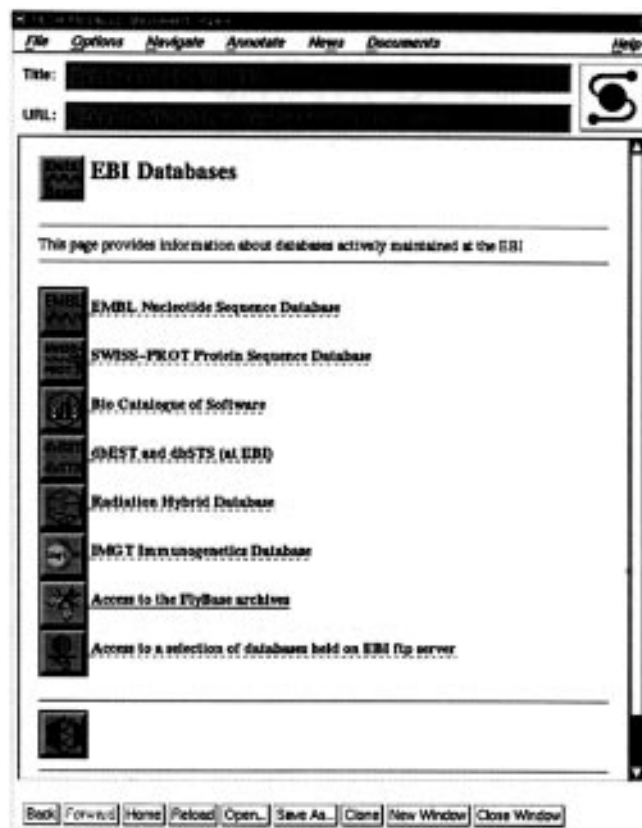 File Options Navigate Annotate News Documents Help
Title:
URL:
EBI Databases
This page provides information about databases actively maintained at the EBI
EMBL
EMBL Nucleotide Sequence Database
SWISS-PROT Protein Sequence Database
Bio Catalogue of Software
dbEST and dbSTS (at EBI)
Radiation Hybrid Database
IMGT Immunogenetics Database
Access to the FlyBase archives
Access to a selection of databases held on EBI ftp server
Back Forward Home Reload Open... Save As... Clone New Window Close Window